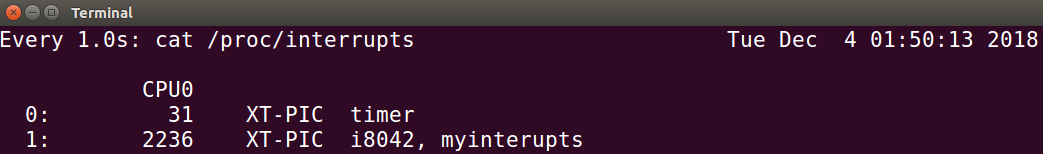 Terminal
Every 1.0s: cat /proc/interrupts Tue Dec  4 01:50:13 2018
CPU0
0: 31 XT-PIC timer
1: 2236 XT-PIC i8042, myinterupts